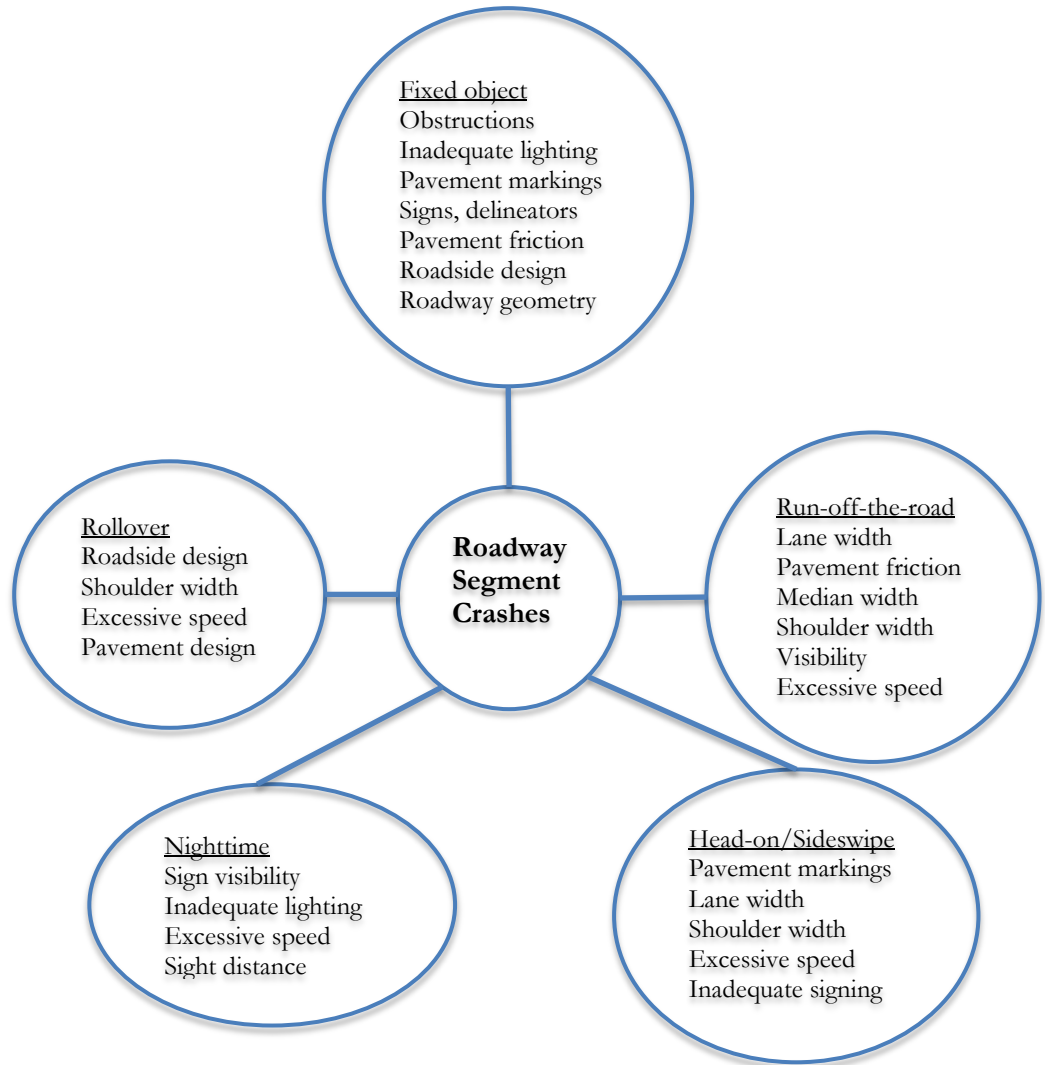 Fixed object
Obstructions
Inadequate lighting
Pavement markings
Signs, delineators
Pavement friction
Roadside design
Roadway geometry
Rollover
Roadside design
Shoulder width
Excessive speed
Pavement design
Roadway
Segment
Crashes
Run-off-the-road
Lane width
Pavement friction
Median width
Shoulder width
Visibility
Excessive speed
Nighttime
Sign visibility
Inadequate lighting
Excessive speed
Sight distance
Head-on/Sideswipe
Pavement markings
Lane width
Shoulder width
Excessive speed
Inadequate signing